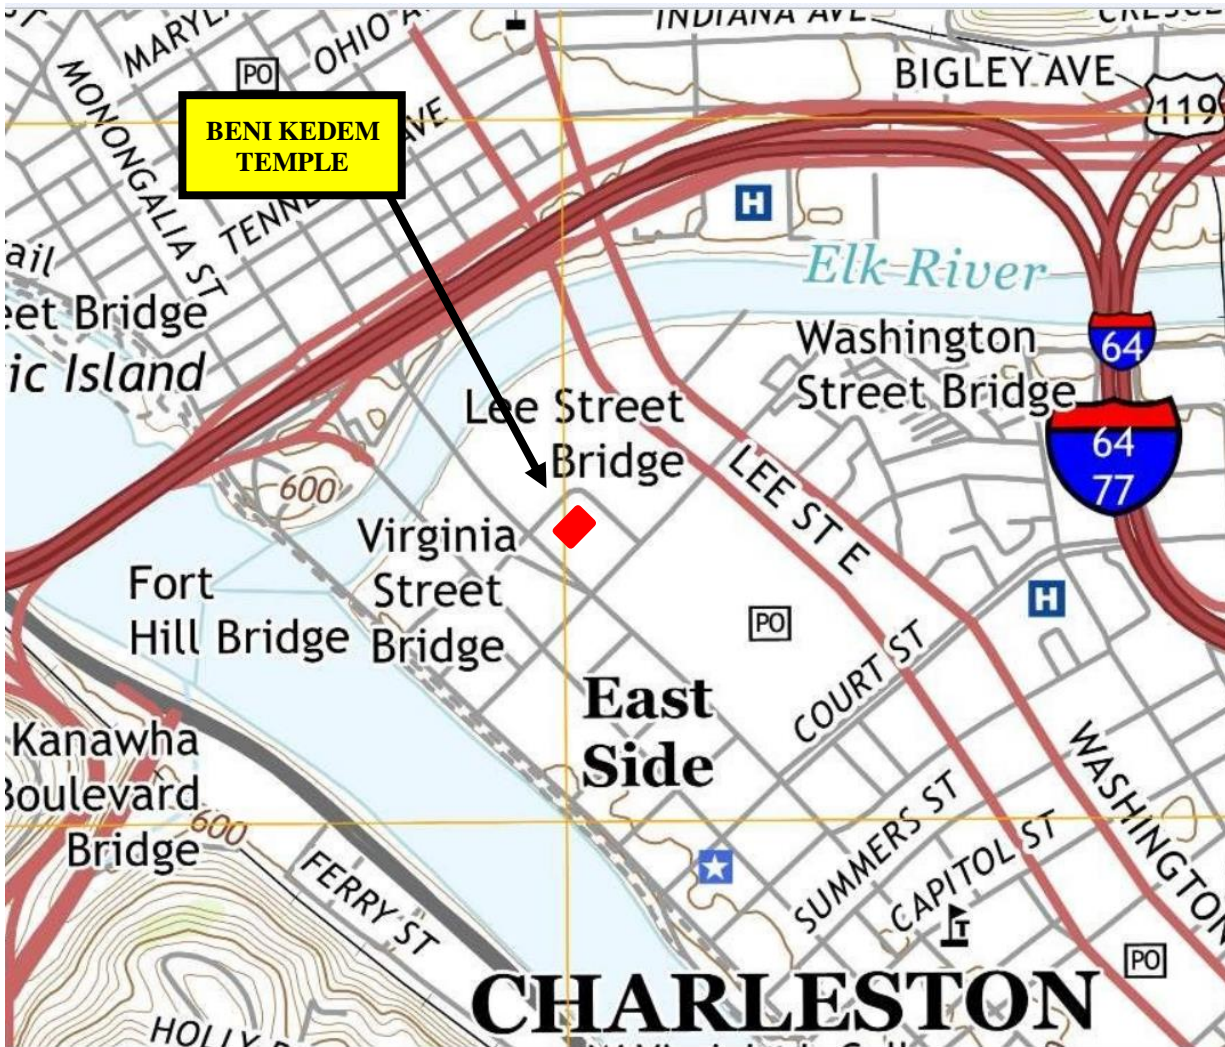 INDIANA AVE
OHIO A
MARYL
PO
MONONGALIA ST
BIGLEY AVE
119
BENI KEDEM
TEMPLE
AVE
TENNE
H
ail
eet Bridge
ic Island
Elk River
Washington
Street Bridge
64
64
77
Lee Street
Bridge
LEE ST E
600
Virginia
Street
Bridge
Fort
Hill Bridge
H
PO
COURT ST
East
Side
Kanawha
Boulevard
Bridge
600
WASHINGTON
SUMMERS ST
CAPITOL ST
FERRY ST
T
PO
CHARLESTON
HOLLY